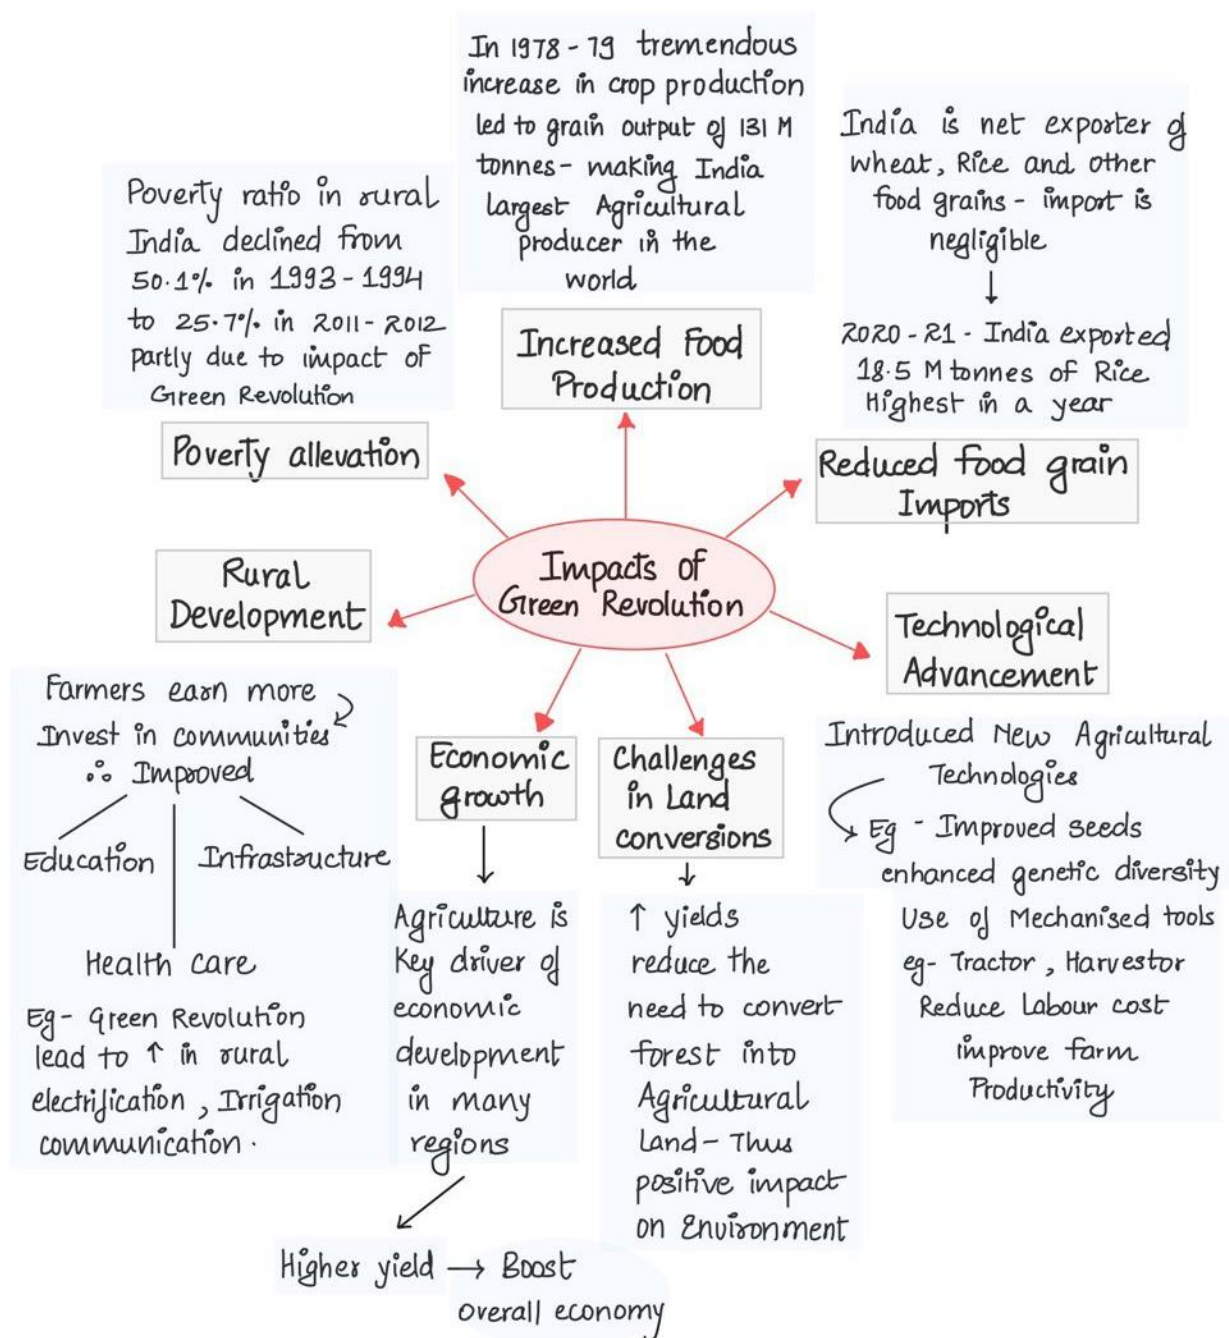 In 1978 - 79 tremendous
increase in crop production
led to grain output of 131 M
tonnes - making India
largest Agricultural
producer in the
world
Increased Food
Production
India is net exporter of
wheat, Rice and other
food grains - import is
negligible
↓
2020 - 21 - India exported
18.5 M tonnes of Rice
Highest in a year
Reduced food grain
Imports
Poverty ratio in rural
India declined from
50.1% in 1993 - 1994
to 25.7% in 2011 - 2012
partly due to impact of
Green Revolution
Poverty allevation
Impacts of
Green Revolution
Rural
Development
Farmers earn more
Invest in communities
∴ Improved
Education
Infrastructure
Health care
Eg - Green Revolution
lead to ↑ in rural
electrification, Irrigation
communication.
Economic
growth
Agriculture is
Key driver of
economic
development
in many
regions
Higher yield → Boost
overall economy
Challenges
in Land
conversions
↑ yields
reduce the
need to convert
forest into
Agricultural
Land - Thus
positive impact
on Environment
Technological
Advancement
Introduced New Agricultural
Technologies
Eg - Improved seeds
enhanced genetic diversity
Use of Mechanised tools
eg - Tractor, Harvestor
Reduce Labour cost
improve farm
Productivity